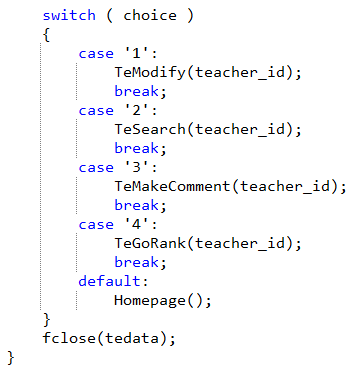 switch ( choice )
{
case '1':
TeModify(teacher_id);
break;
case '2':
TeSearch(teacher_id);
break;
case '3':
TeMakeComment(teacher_id);
break;
case '4':
TeGoRank(teacher_id);
break;
default:
Homepage();
}
fclose(tedata);
}